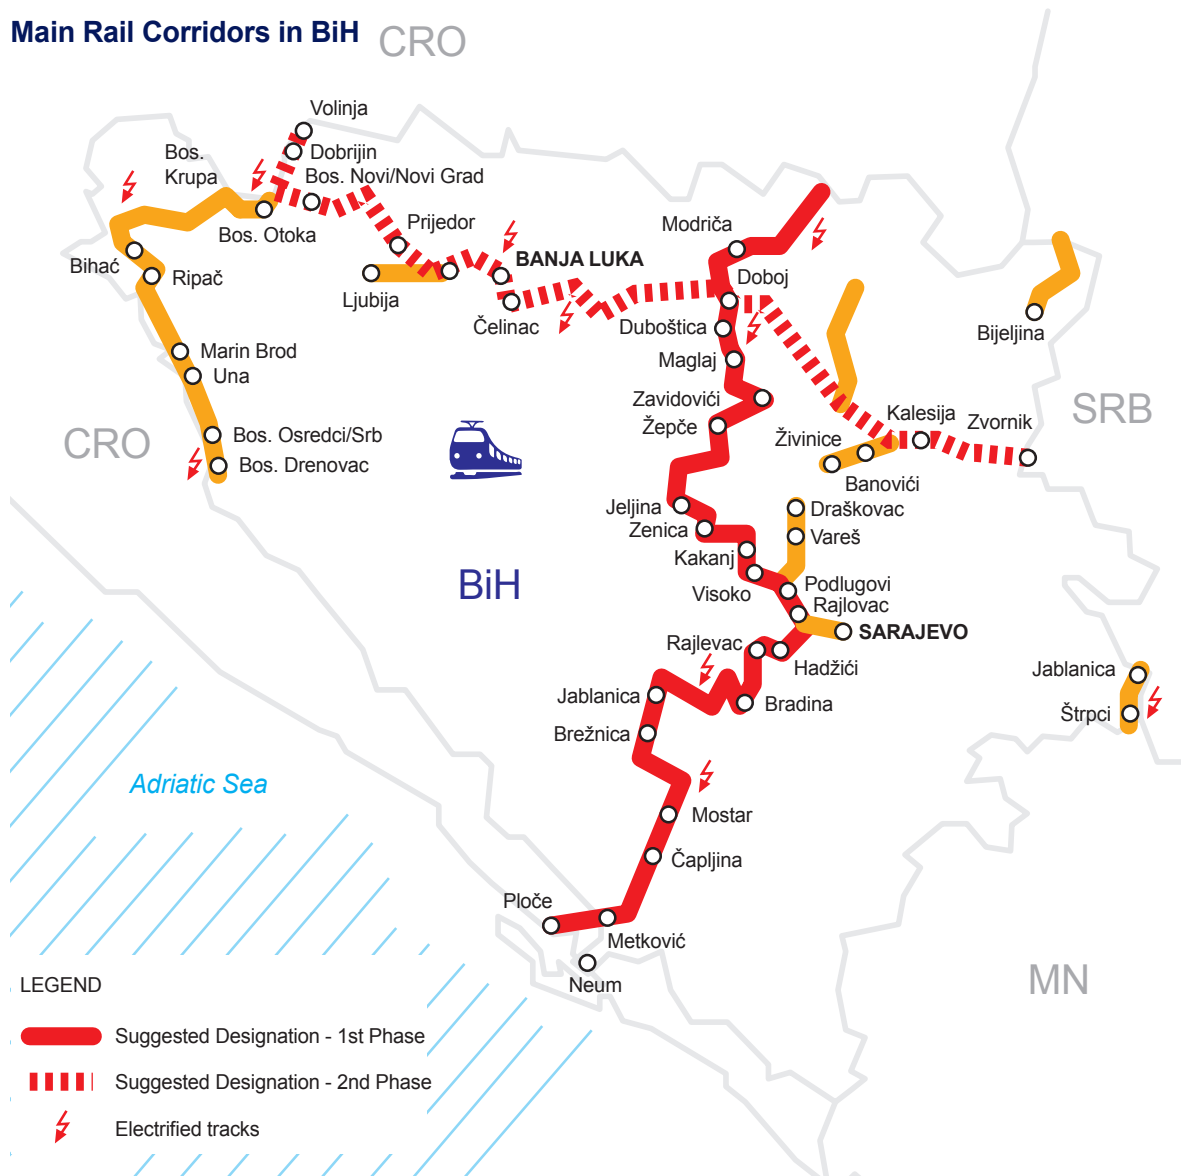 Main Rail Corridors in BiH
CRO
Volinja
Dobrijin
Bos.
Krupa
Bos. Novi/Novi Grad
Bos. Otoka
Prijedor
Modriča
BANJA LUKA
Bihać
Ripač
Ljubija
Doboj
Čelinac
Duboštica
Bijeljina
Marin Brod
Maglaj
Una
Zavidovići
SRB
Kalesija
Zvornik
Žepče
Živinice
CRO
Bos. Osredci/Srb
Bos. Drenovac
Banovići
Jeljina
Draškovac
Zenica
Vareš
Kakanj
BiH
Visoko
Podlugovi
Rajlovac
SARAJEVO
Rajlevac
Hadžići
Jablanica
Jablanica
Bradina
Štrpci
Brežnica
Adriatic Sea
Mostar
Čapljina
Ploče
Metković
Neum
MN
LEGEND
Suggested Designation - 1st Phase
Suggested Designation - 2nd Phase
Electrified tracks